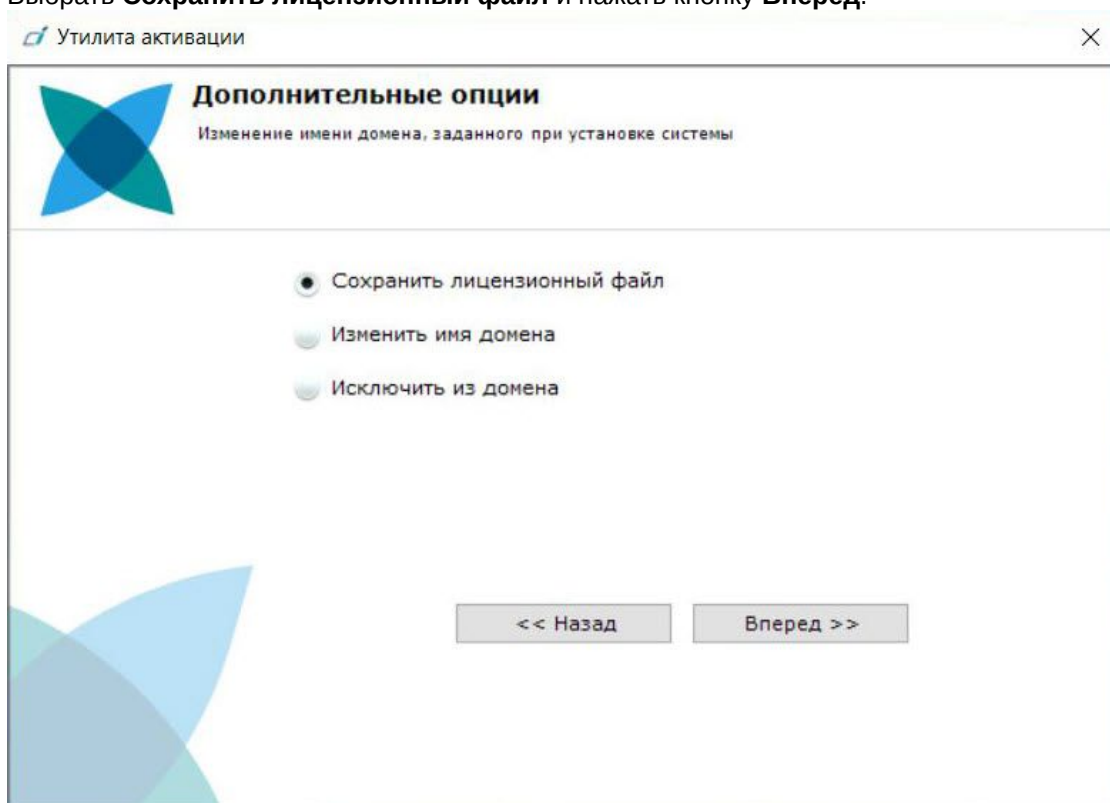 Выбрать Сохранить лицензионный файл и нажать кнопку Вперед.
Утилита активации
Дополнительные опции
Изменение имени домена, заданного при установке системы
Сохранить лицензионный файл
Изменить имя домена
Исключить из домена
<< Назад
Вперед >>